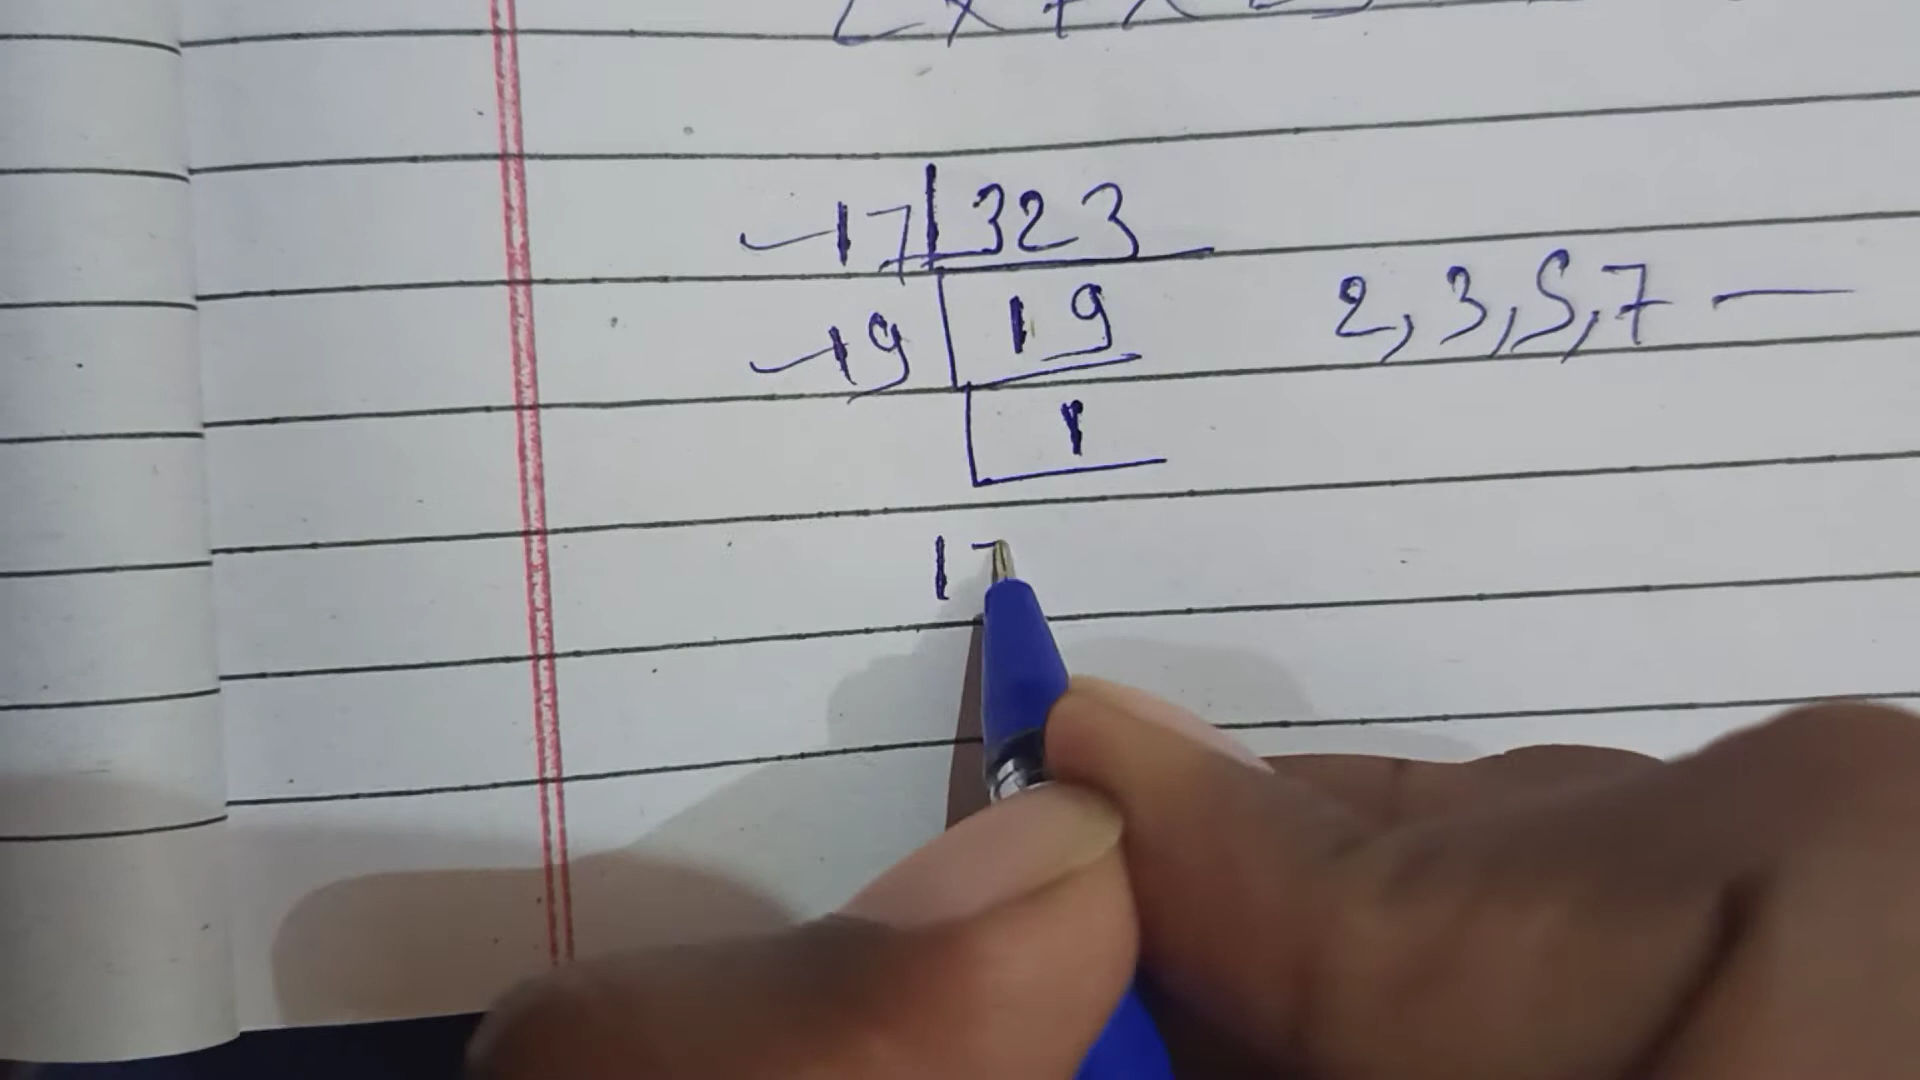 17 | 323
19 | 19
2, 3, 5, 7 —
1
17